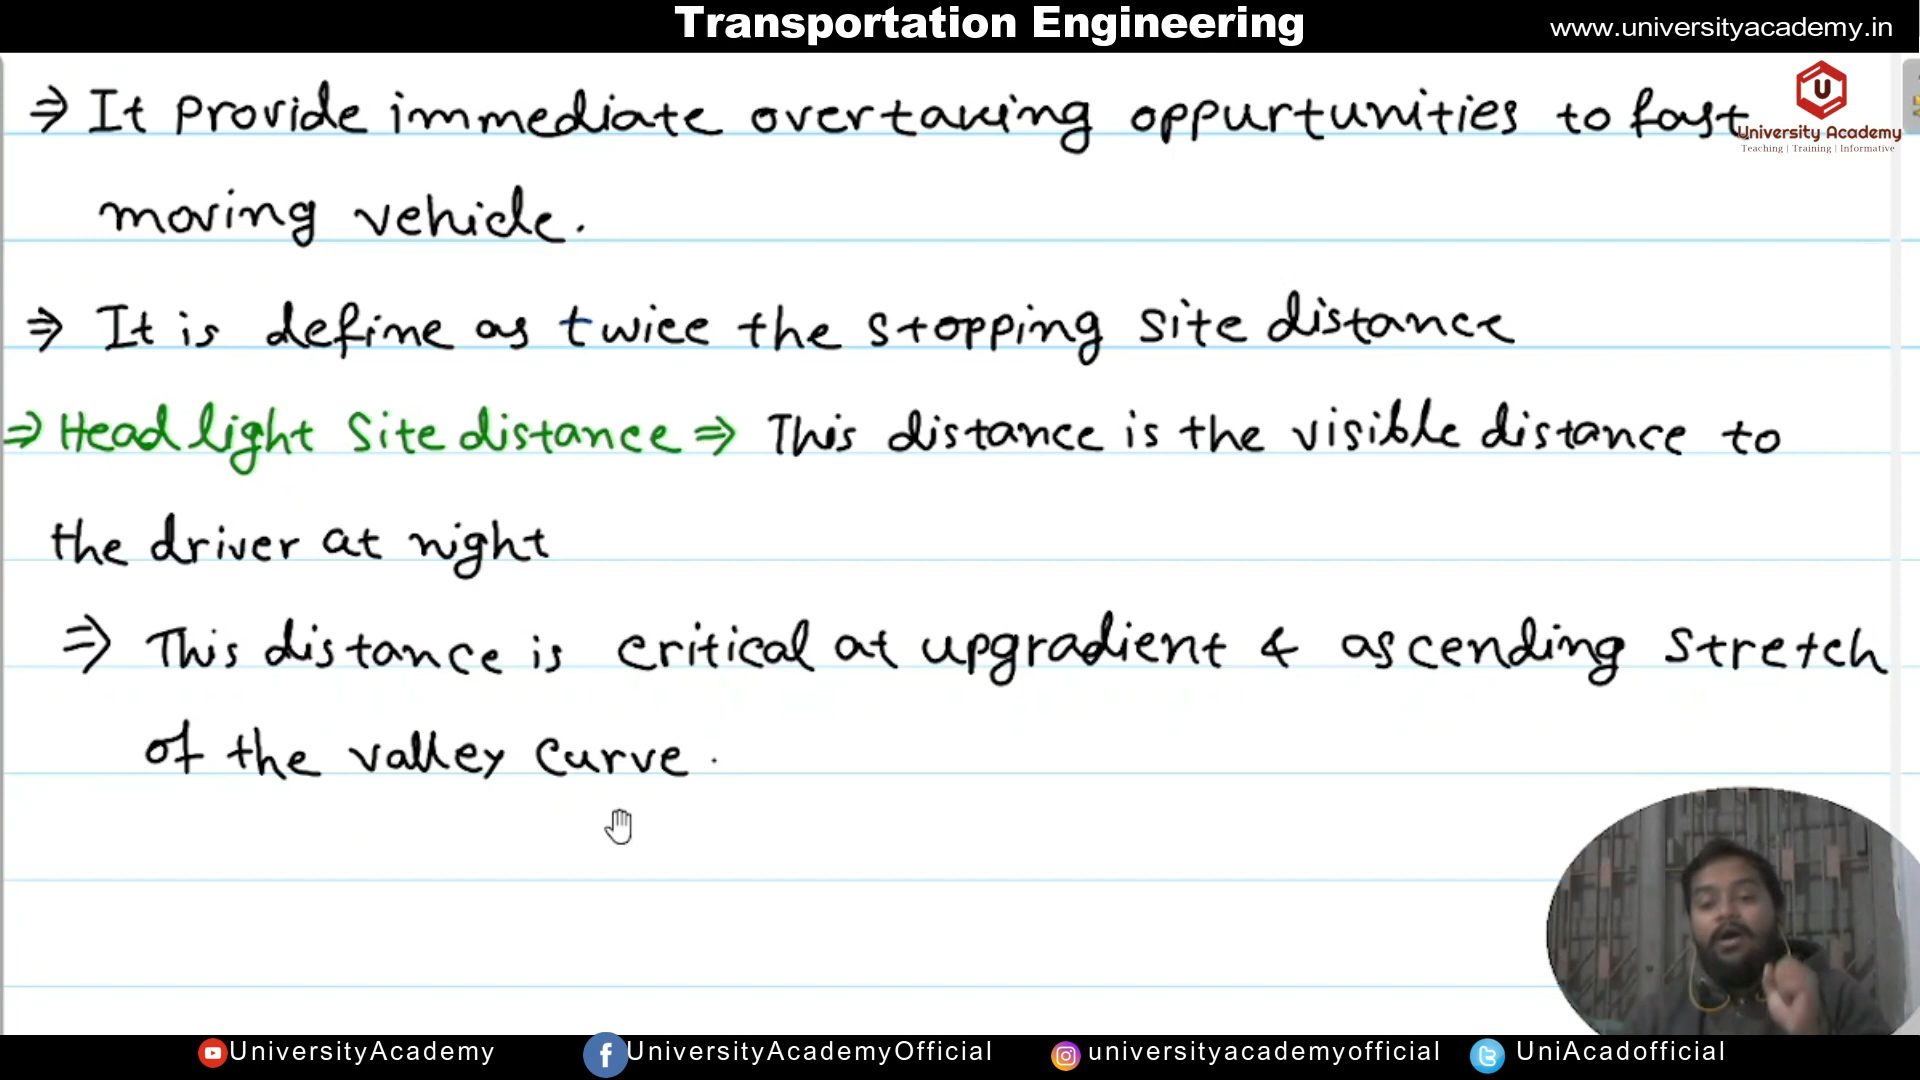 Transportation Engineering
www.universityacademy.in
U
University Academy
Teaching | Training | Informative
⇒ It provide immediate overtaking oppurtunities to fast
moving vehicle.
⇒ It is define as twice the stopping site distance
⇒ Head light Site distance ⇒ This distance is the visible distance to
the driver at night
⇒ This distance is critical at upgradient & ascending stretch
of the valley curve.
UniversityAcademy
UniversityAcademyOfficial
universityacademyofficial
UniAcadofficial